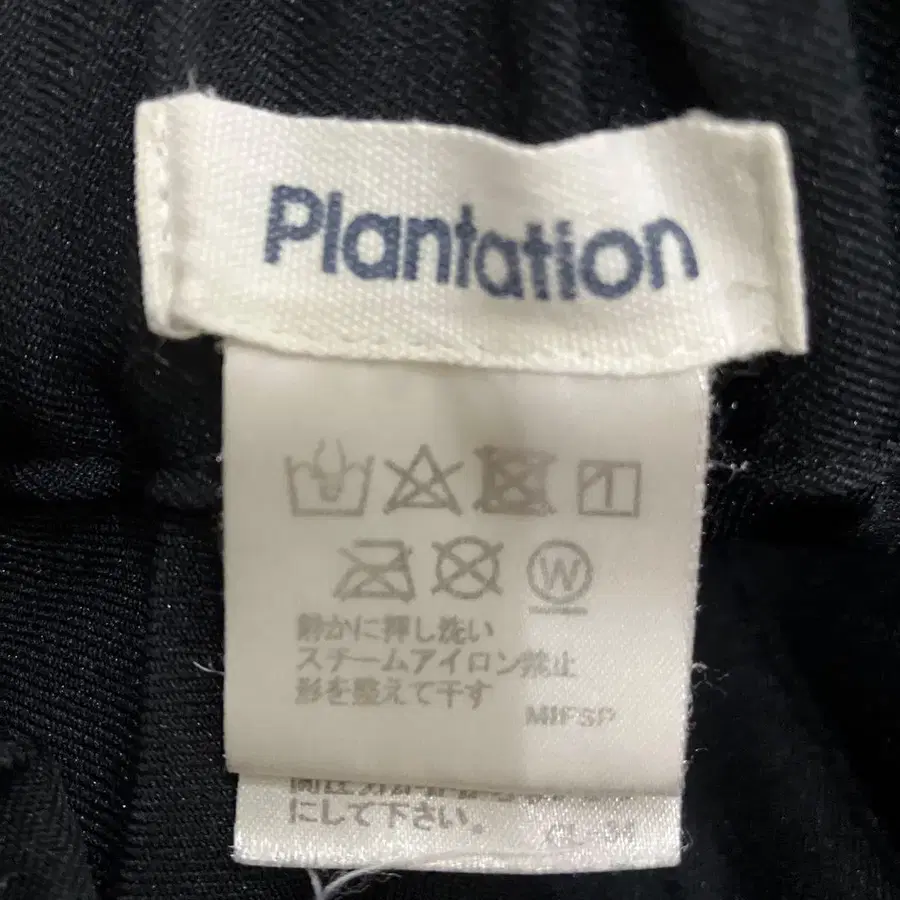 Plantation
W
静かに押し洗い
スチームアイロン禁止
形を整えて干す
MIFSP
にして下さい。